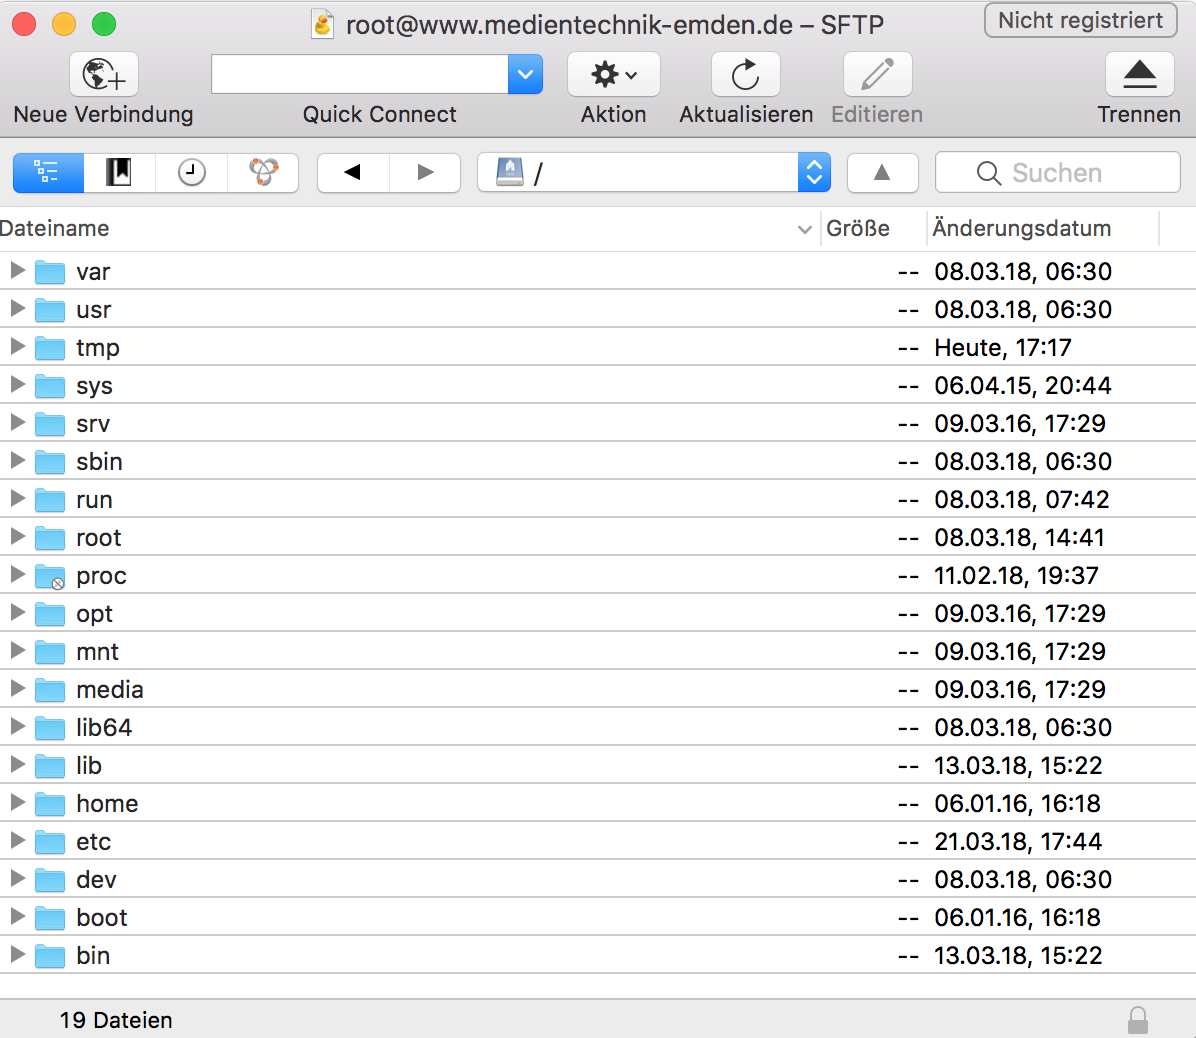 root@www.medientechnik-emden.de – SFTP
Nicht registriert
Neue Verbindung
Quick Connect
Aktion
Aktualisieren
Editieren
Trennen
/
Suchen
Dateiname Größe Änderungsdatum
var -- 08.03.18, 06:30
usr -- 08.03.18, 06:30
tmp -- Heute, 17:17
sys -- 06.04.15, 20:44
srv -- 09.03.16, 17:29
sbin -- 08.03.18, 06:30
run -- 08.03.18, 07:42
root -- 08.03.18, 14:41
proc -- 11.02.18, 19:37
opt -- 09.03.16, 17:29
mnt -- 09.03.16, 17:29
media -- 09.03.16, 17:29
lib64 -- 08.03.18, 06:30
lib -- 13.03.18, 15:22
home -- 06.01.16, 16:18
etc -- 21.03.18, 17:44
dev -- 08.03.18, 06:30
boot -- 06.01.16, 16:18
bin -- 13.03.18, 15:22
19 Dateien